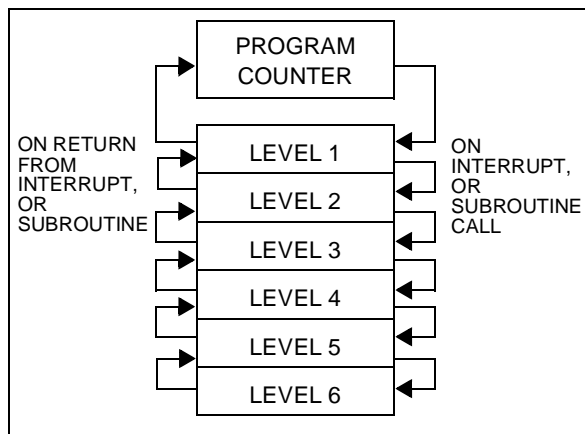 PROGRAM
COUNTER
ON RETURN
FROM
INTERRUPT,
OR
SUBROUTINE
LEVEL 1
LEVEL 2
LEVEL 3
LEVEL 4
LEVEL 5
LEVEL 6
ON
INTERRUPT,
OR
SUBROUTINE
CALL